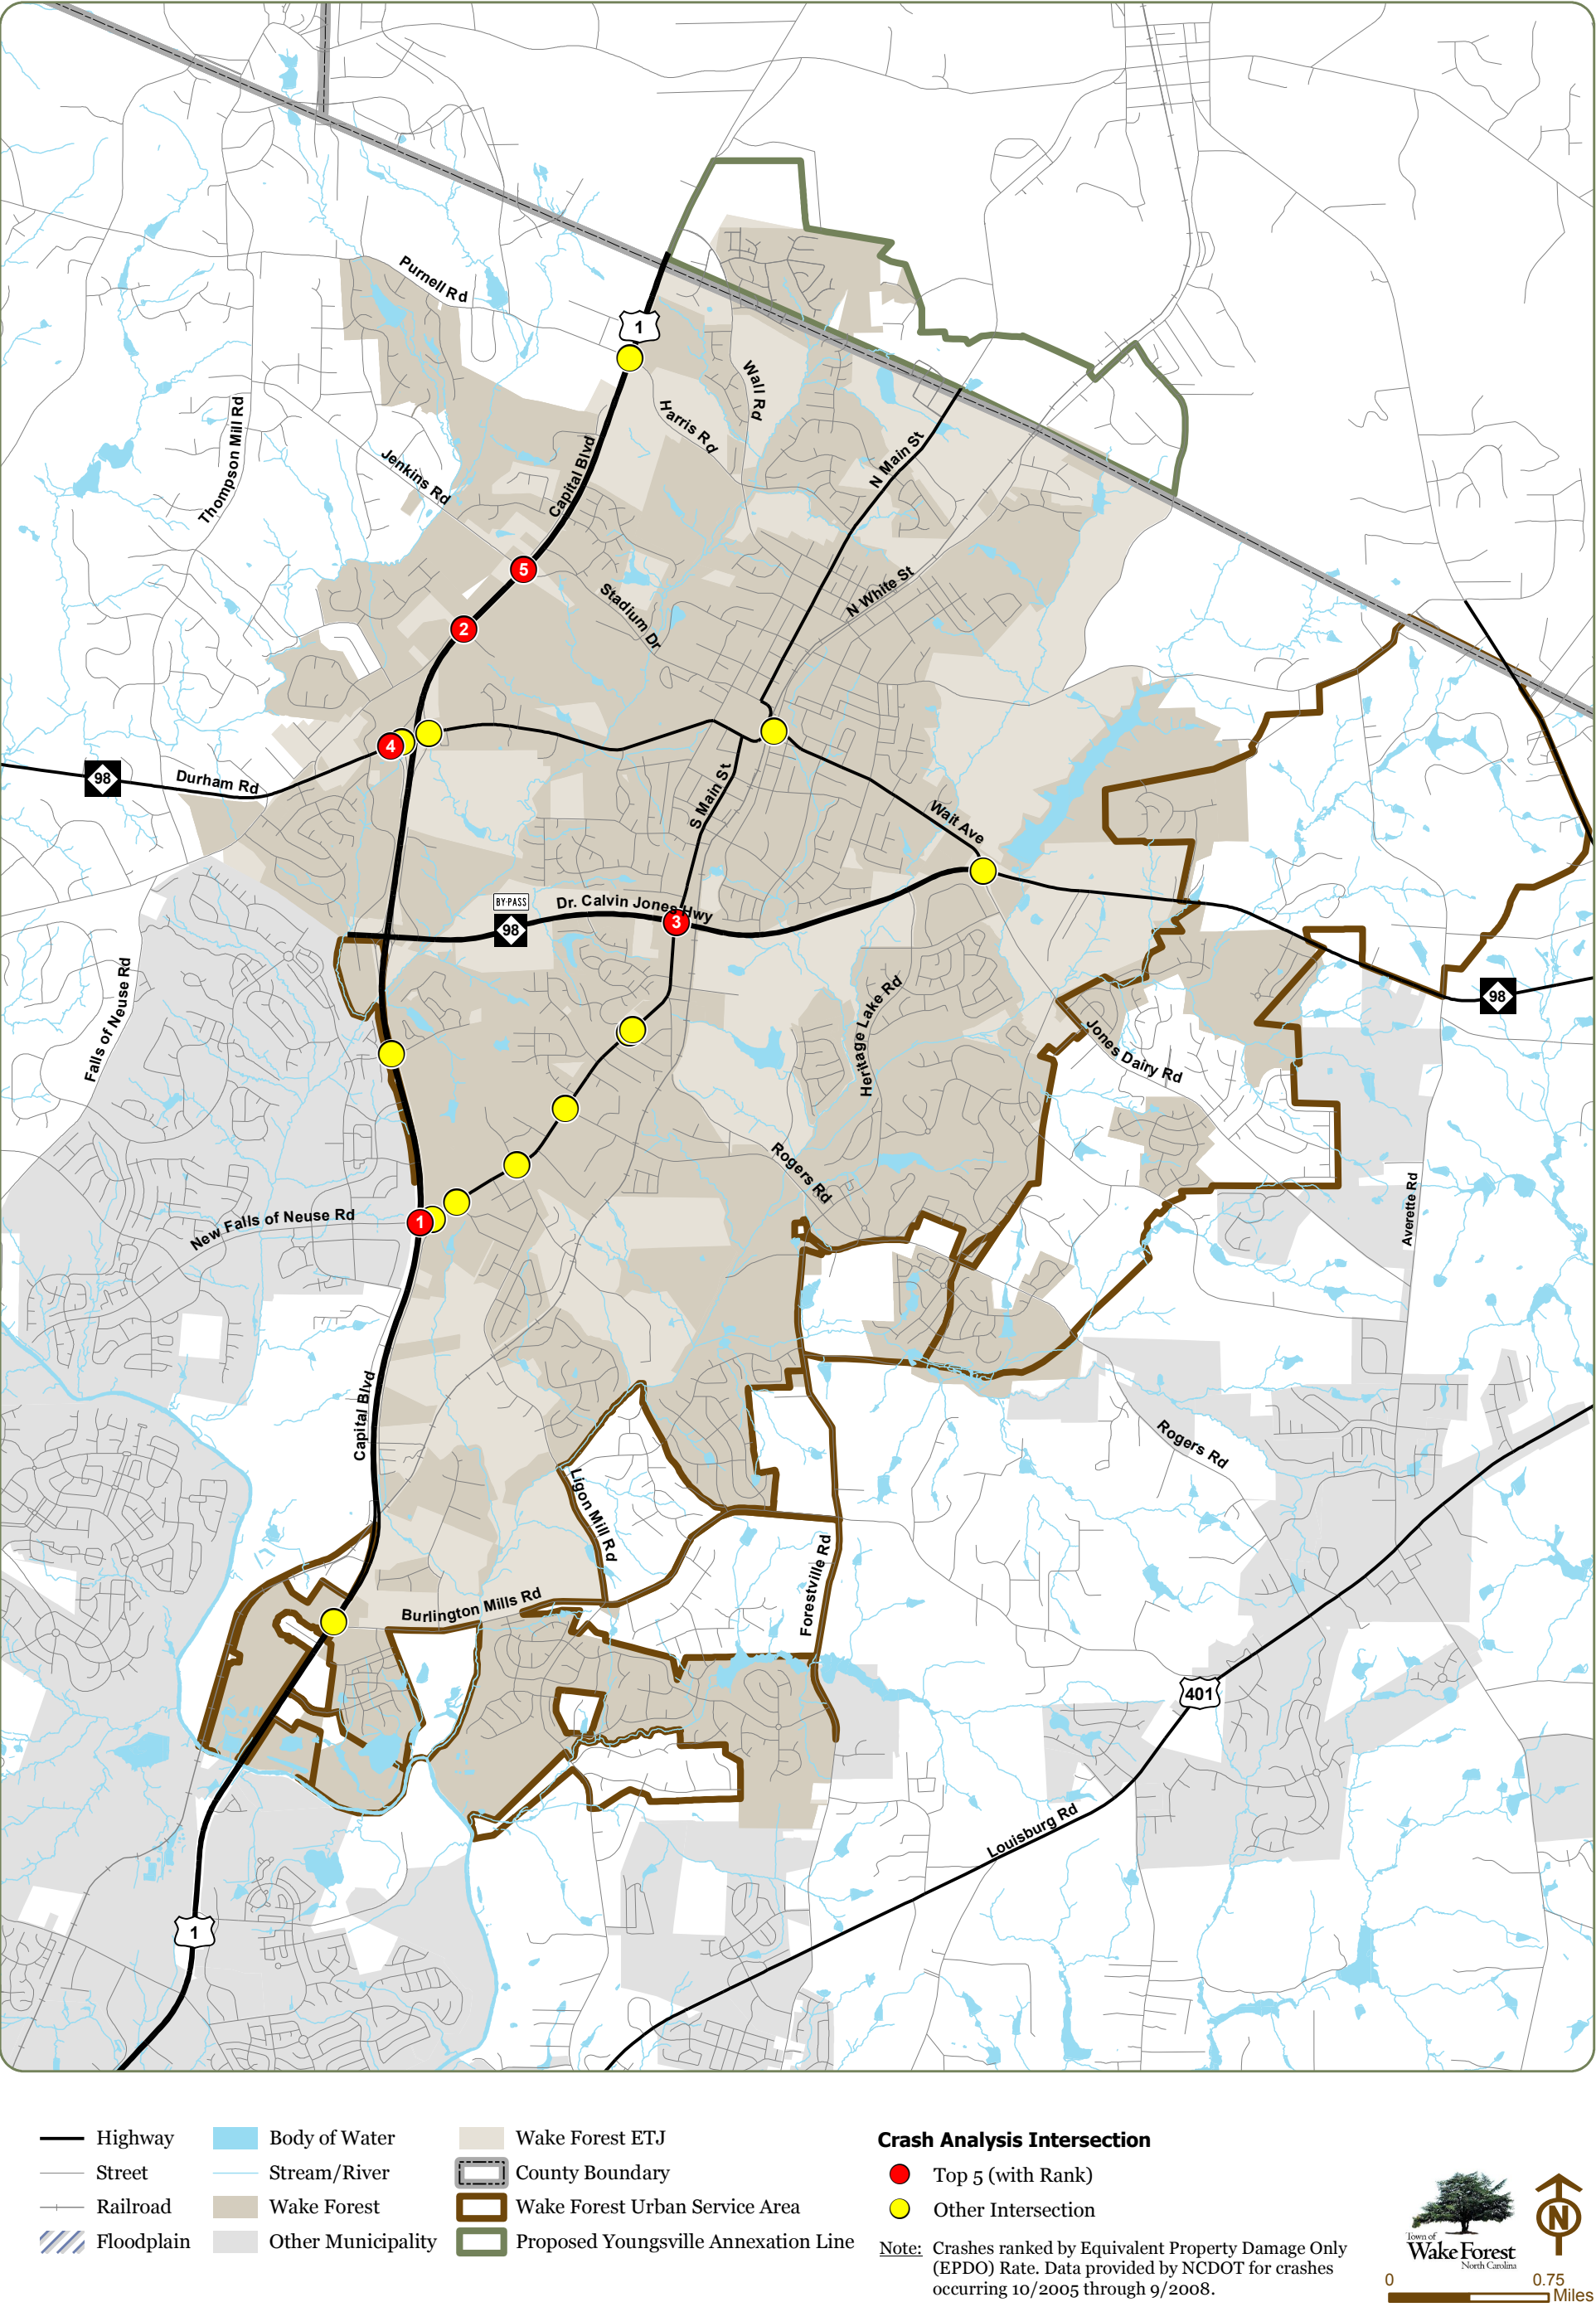 Purnell Rd
1
Wall Rd
Harris Rd
Thompson Mill Rd
Jenkins Rd
Capital Blvd
N Main St
5
Stadium Dr
N White St
2
4
98
Durham Rd
S Main St
Wait Ave
BY-PASS
98
Dr. Calvin Jones Hwy
3
Falls of Neuse Rd
Heritage Lake Rd
98
Jones Dairy Rd
Rogers Rd
Averette Rd
New Falls of Neuse Rd
1
Capital Blvd
Rogers Rd
Ligon Mill Rd
Forestville Rd
Burlington Mills Rd
401
Louisburg Rd
1
Highway
Street
Railroad
Floodplain
Body of Water
Stream/River
Wake Forest
Other Municipality
Wake Forest ETJ
County Boundary
Wake Forest Urban Service Area
Proposed Youngsville Annexation Line
Crash Analysis Intersection
Top 5 (with Rank)
Other Intersection
Note: Crashes ranked by Equivalent Property Damage Only
(EPDO) Rate. Data provided by NCDOT for crashes
occurring 10/2005 through 9/2008.
Town of
Wake Forest
North Carolina
N
0 0.75
Miles